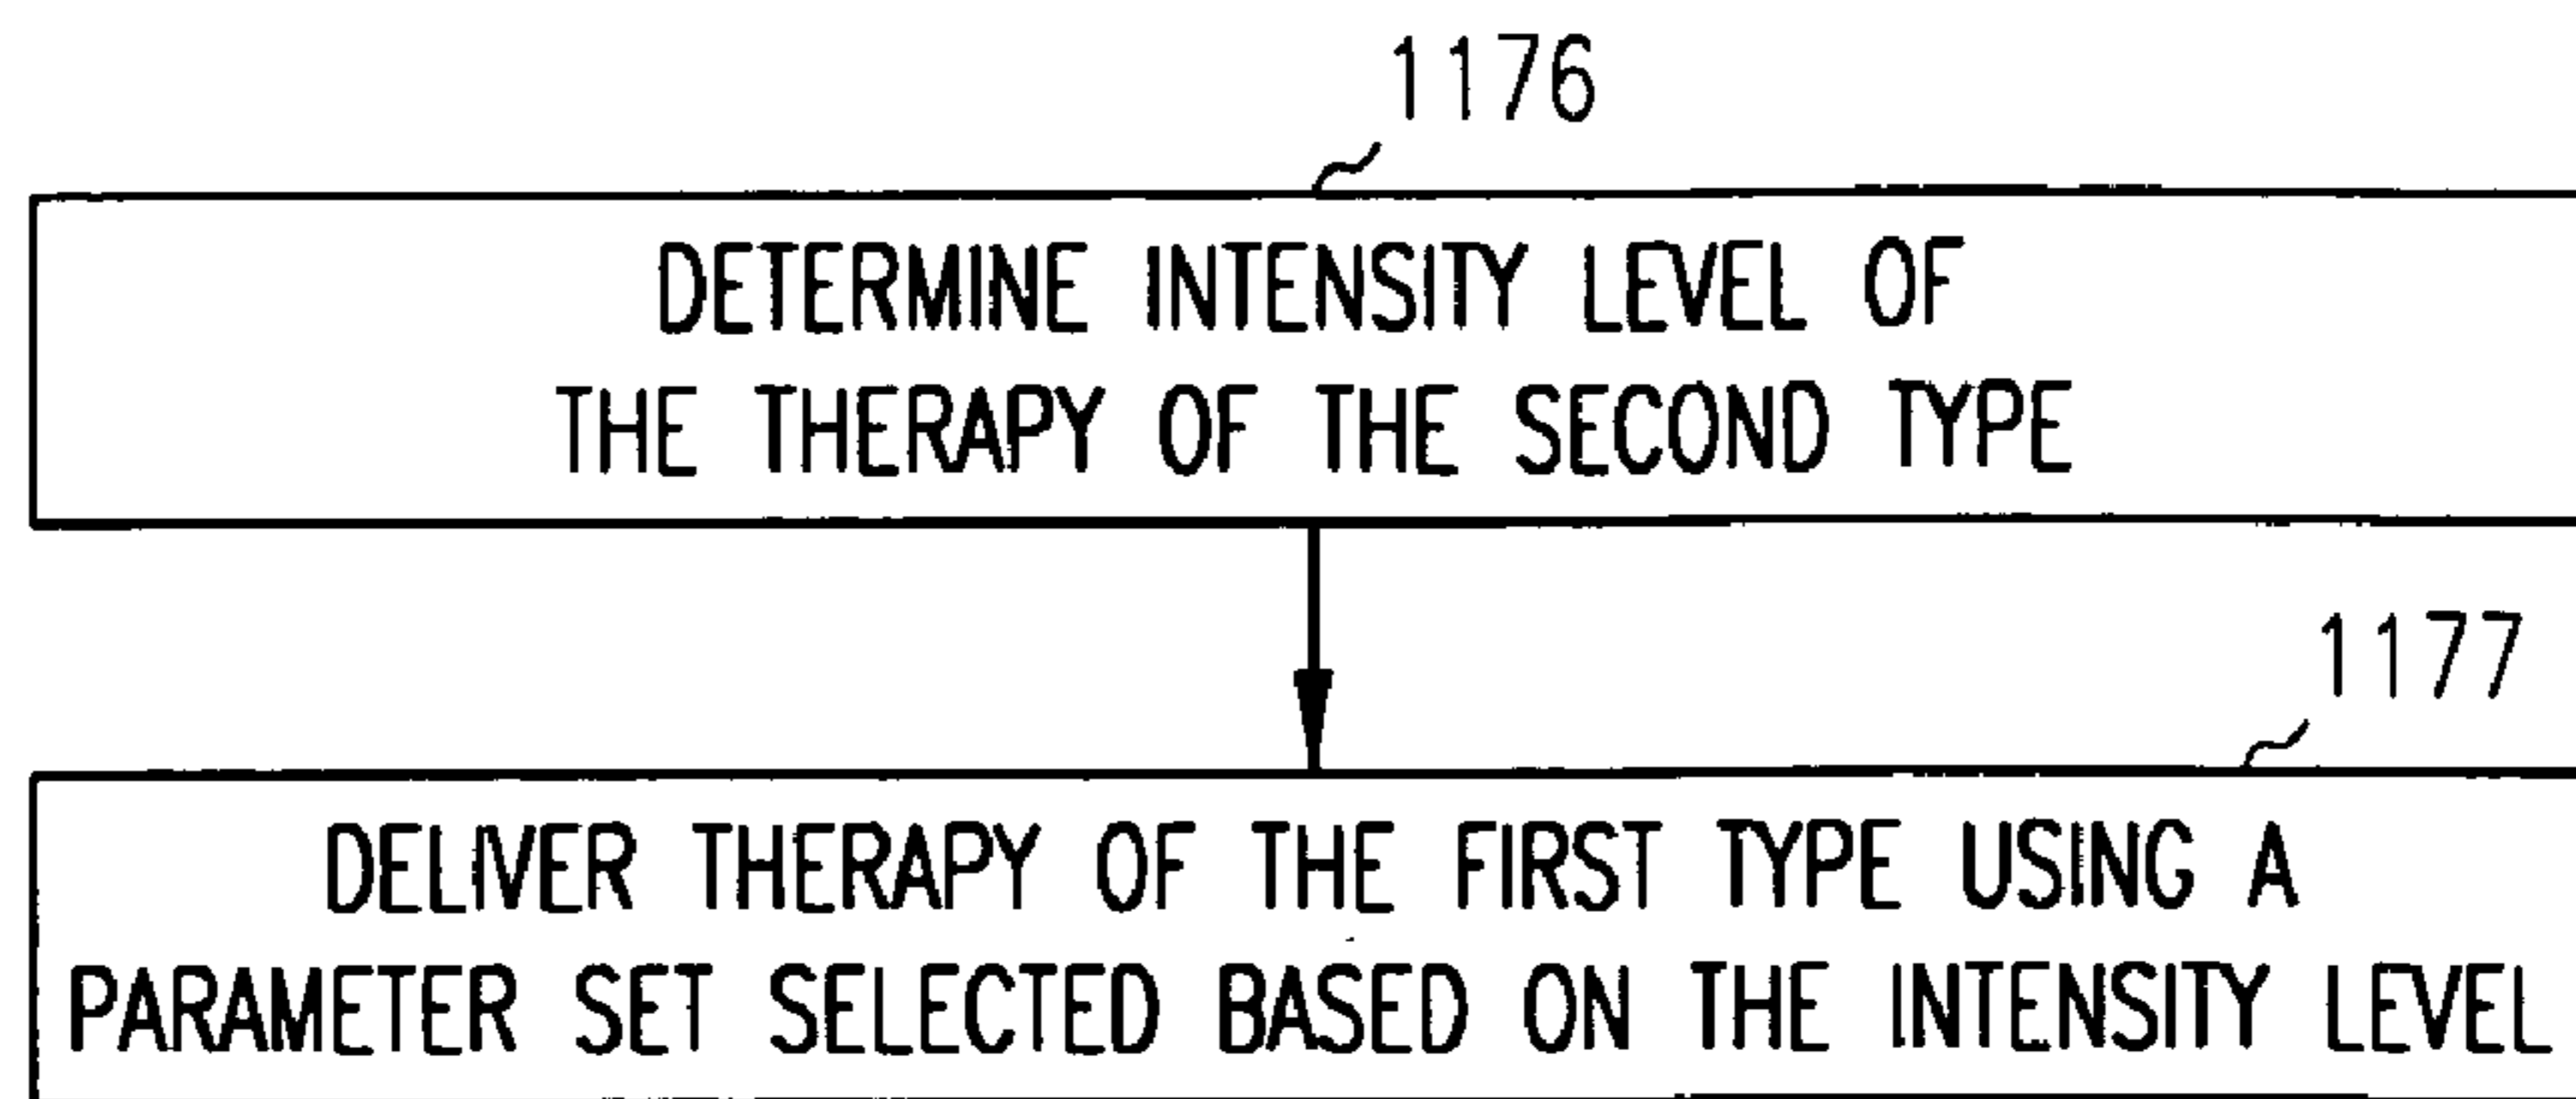 1176
DETERMINE INTENSITY LEVEL OF
THE THERAPY OF THE SECOND TYPE
1177
DELIVER THERAPY OF THE FIRST TYPE USING A
PARAMETER SET SELECTED BASED ON THE INTENSITY LEVEL